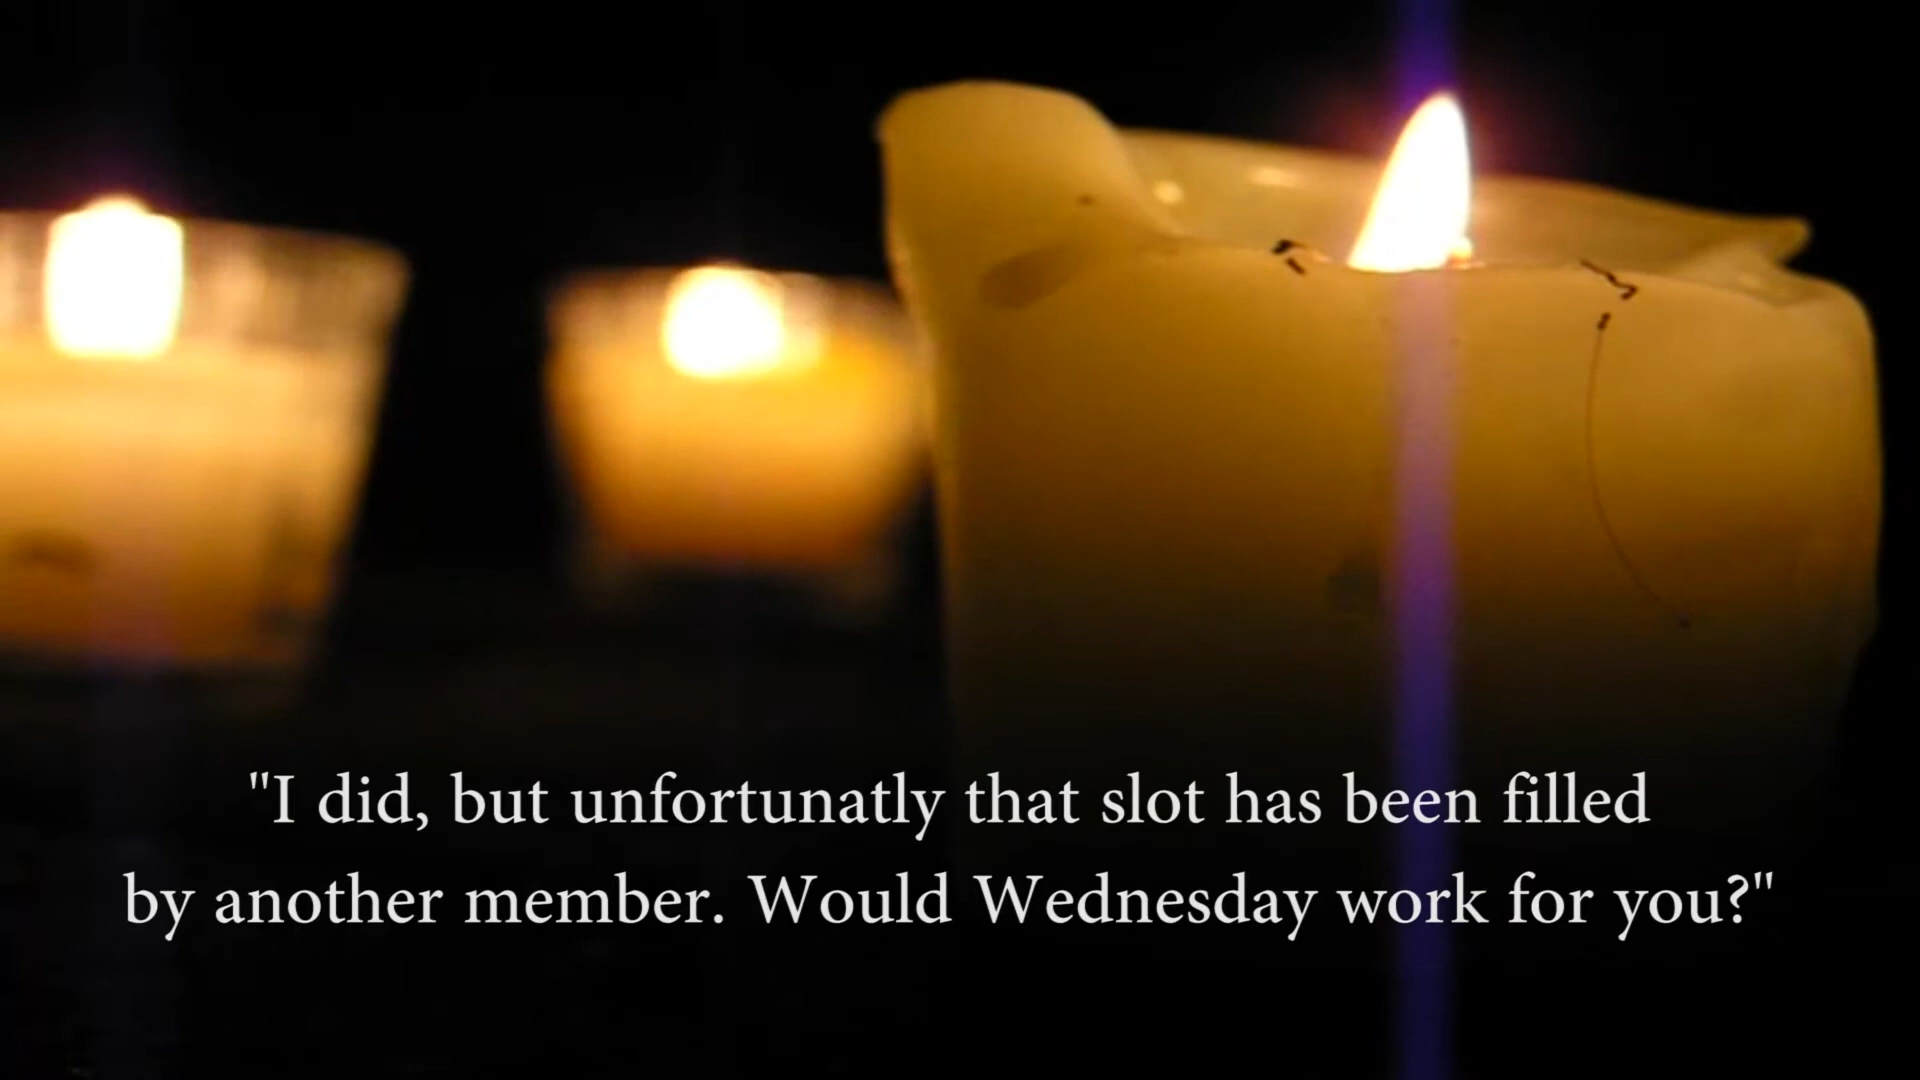 "I did, but unfortunatly that slot has been filled
by another member. Would Wednesday work for you?"